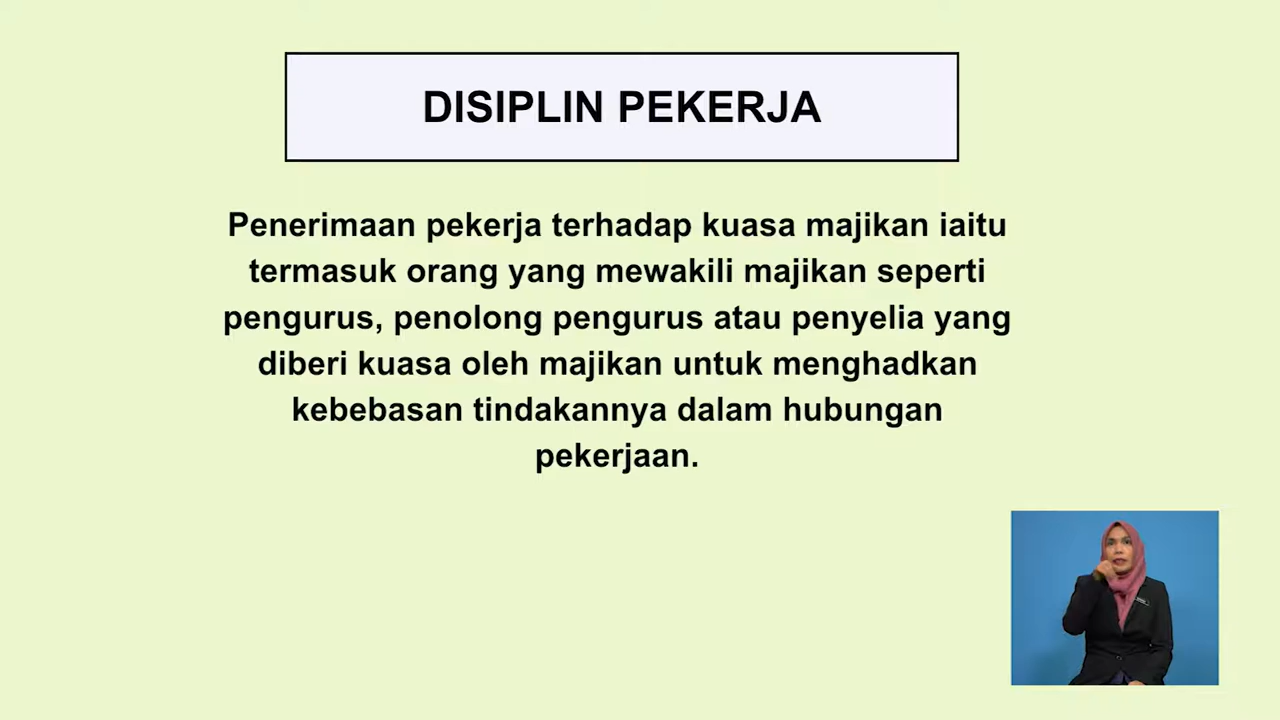 DISIPLIN PEKERJA
Penerimaan pekerja terhadap kuasa majikan iaitu
termasuk orang yang mewakili majikan seperti
pengurus, penolong pengurus atau penyelia yang
diberi kuasa oleh majikan untuk menghadkan
kebebasan tindakannya dalam hubungan
pekerjaan.